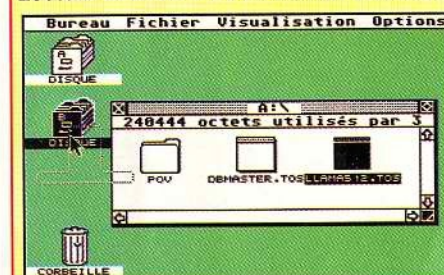 Bureau Fichier Visualisation Options
DISQUE
A:\
240444 octets utilisés par 3
DISQUE
POV
DBMASTER.TOS
LLAMAS12.TOS
CORBEILLE